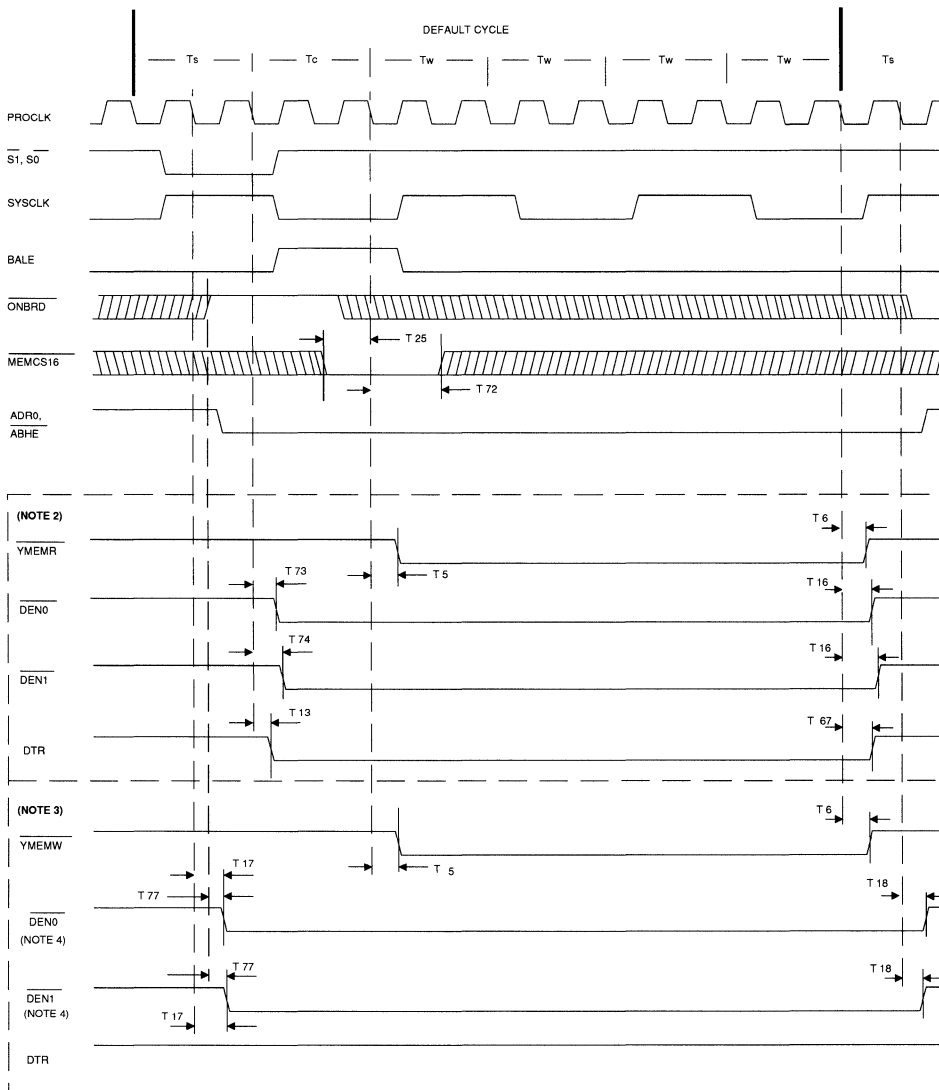 DEFAULT CYCLE
Ts Tc Tw Tw Tw Tw Ts
PROCLK
S1, S0
SYSCLK
BALE
ONBRD
T 25
MEMCS16
T 72
ADR0,
ABHE
(NOTE 2)
T 6
YMEMR
T 73 T 5 T 16
DEN0
T 74 T 16
DEN1
T 13 T 67
DTR
(NOTE 3)
T 6
YMEMW
T 17 T 5
T 77 T 18
DEN0
(NOTE 4)
T 77 T 18
DEN1
(NOTE 4)
T 17
DTR